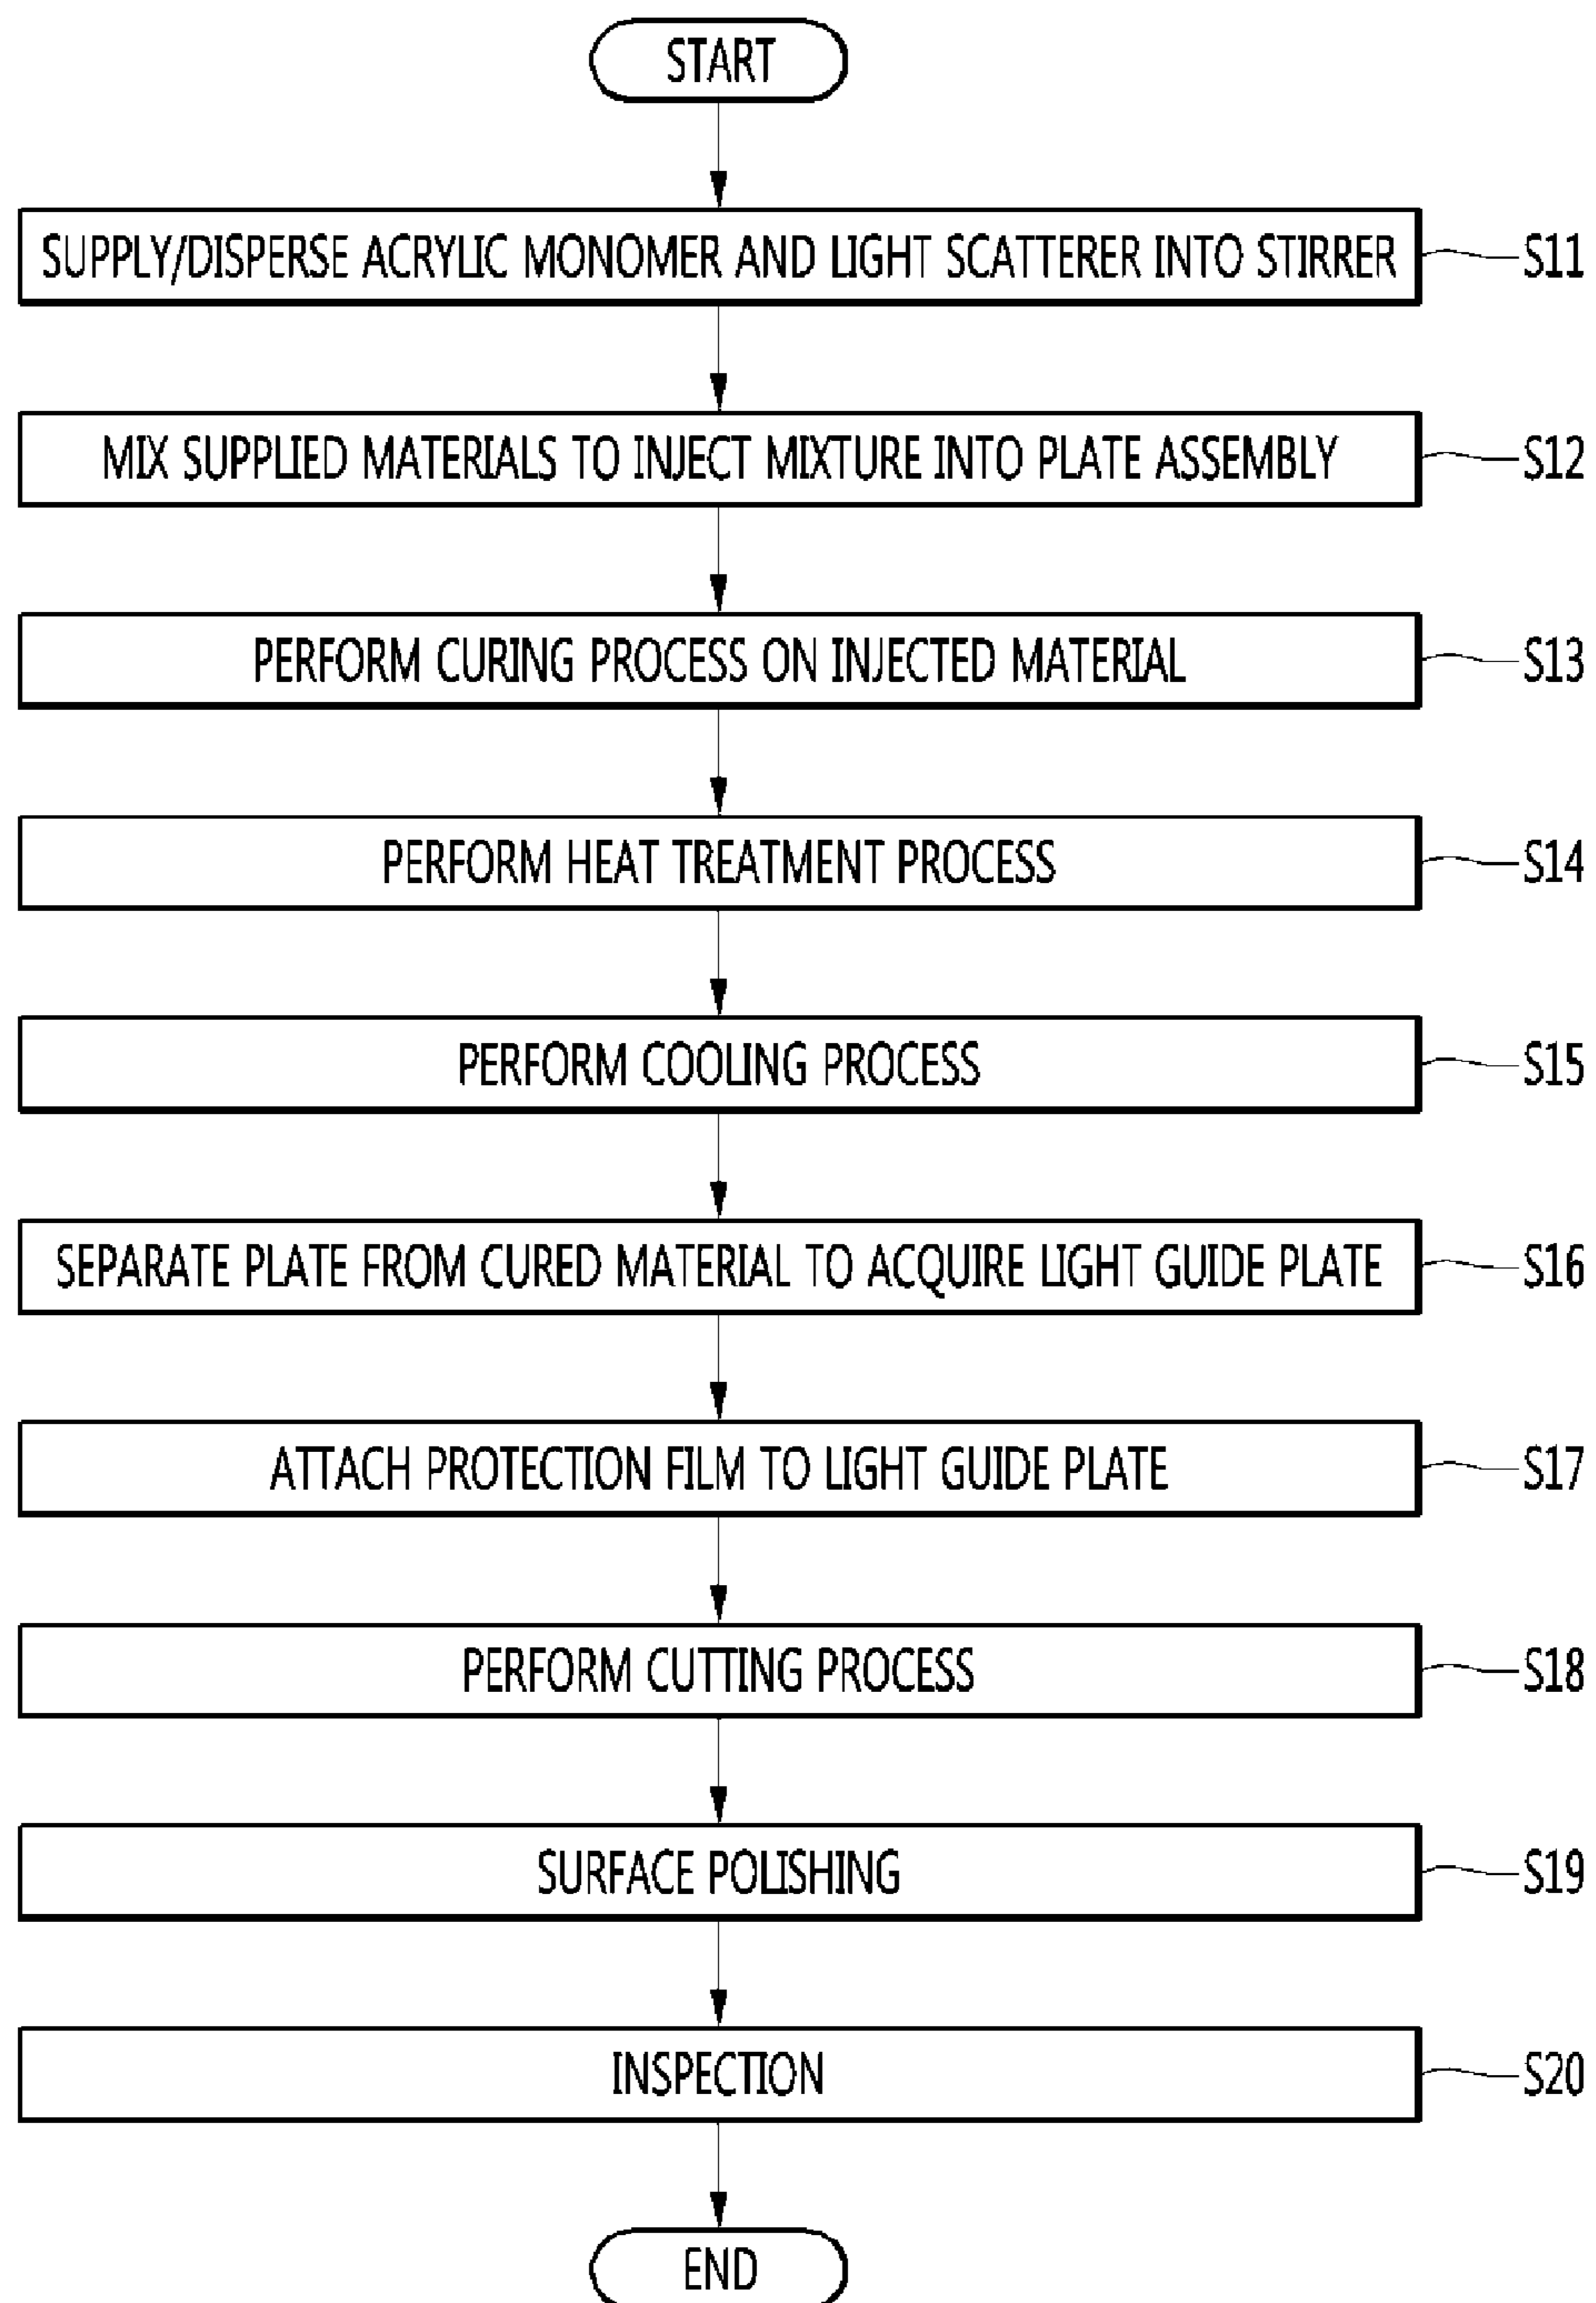 START
SUPPLY/DISPERSE ACRYLIC MONOMER AND LIGHT SCATTERER INTO STIRRER S11
MIX SUPPLIED MATERIALS TO INJECT MIXTURE INTO PLATE ASSEMBLY S12
PERFORM CURING PROCESS ON INJECTED MATERIAL S13
PERFORM HEAT TREATMENT PROCESS S14
PERFORM COOLING PROCESS S15
SEPARATE PLATE FROM CURED MATERIAL TO ACQUIRE LIGHT GUIDE PLATE S16
ATTACH PROTECTION FILM TO LIGHT GUIDE PLATE S17
PERFORM CUTTING PROCESS S18
SURFACE POLISHING S19
INSPECTION S20
END